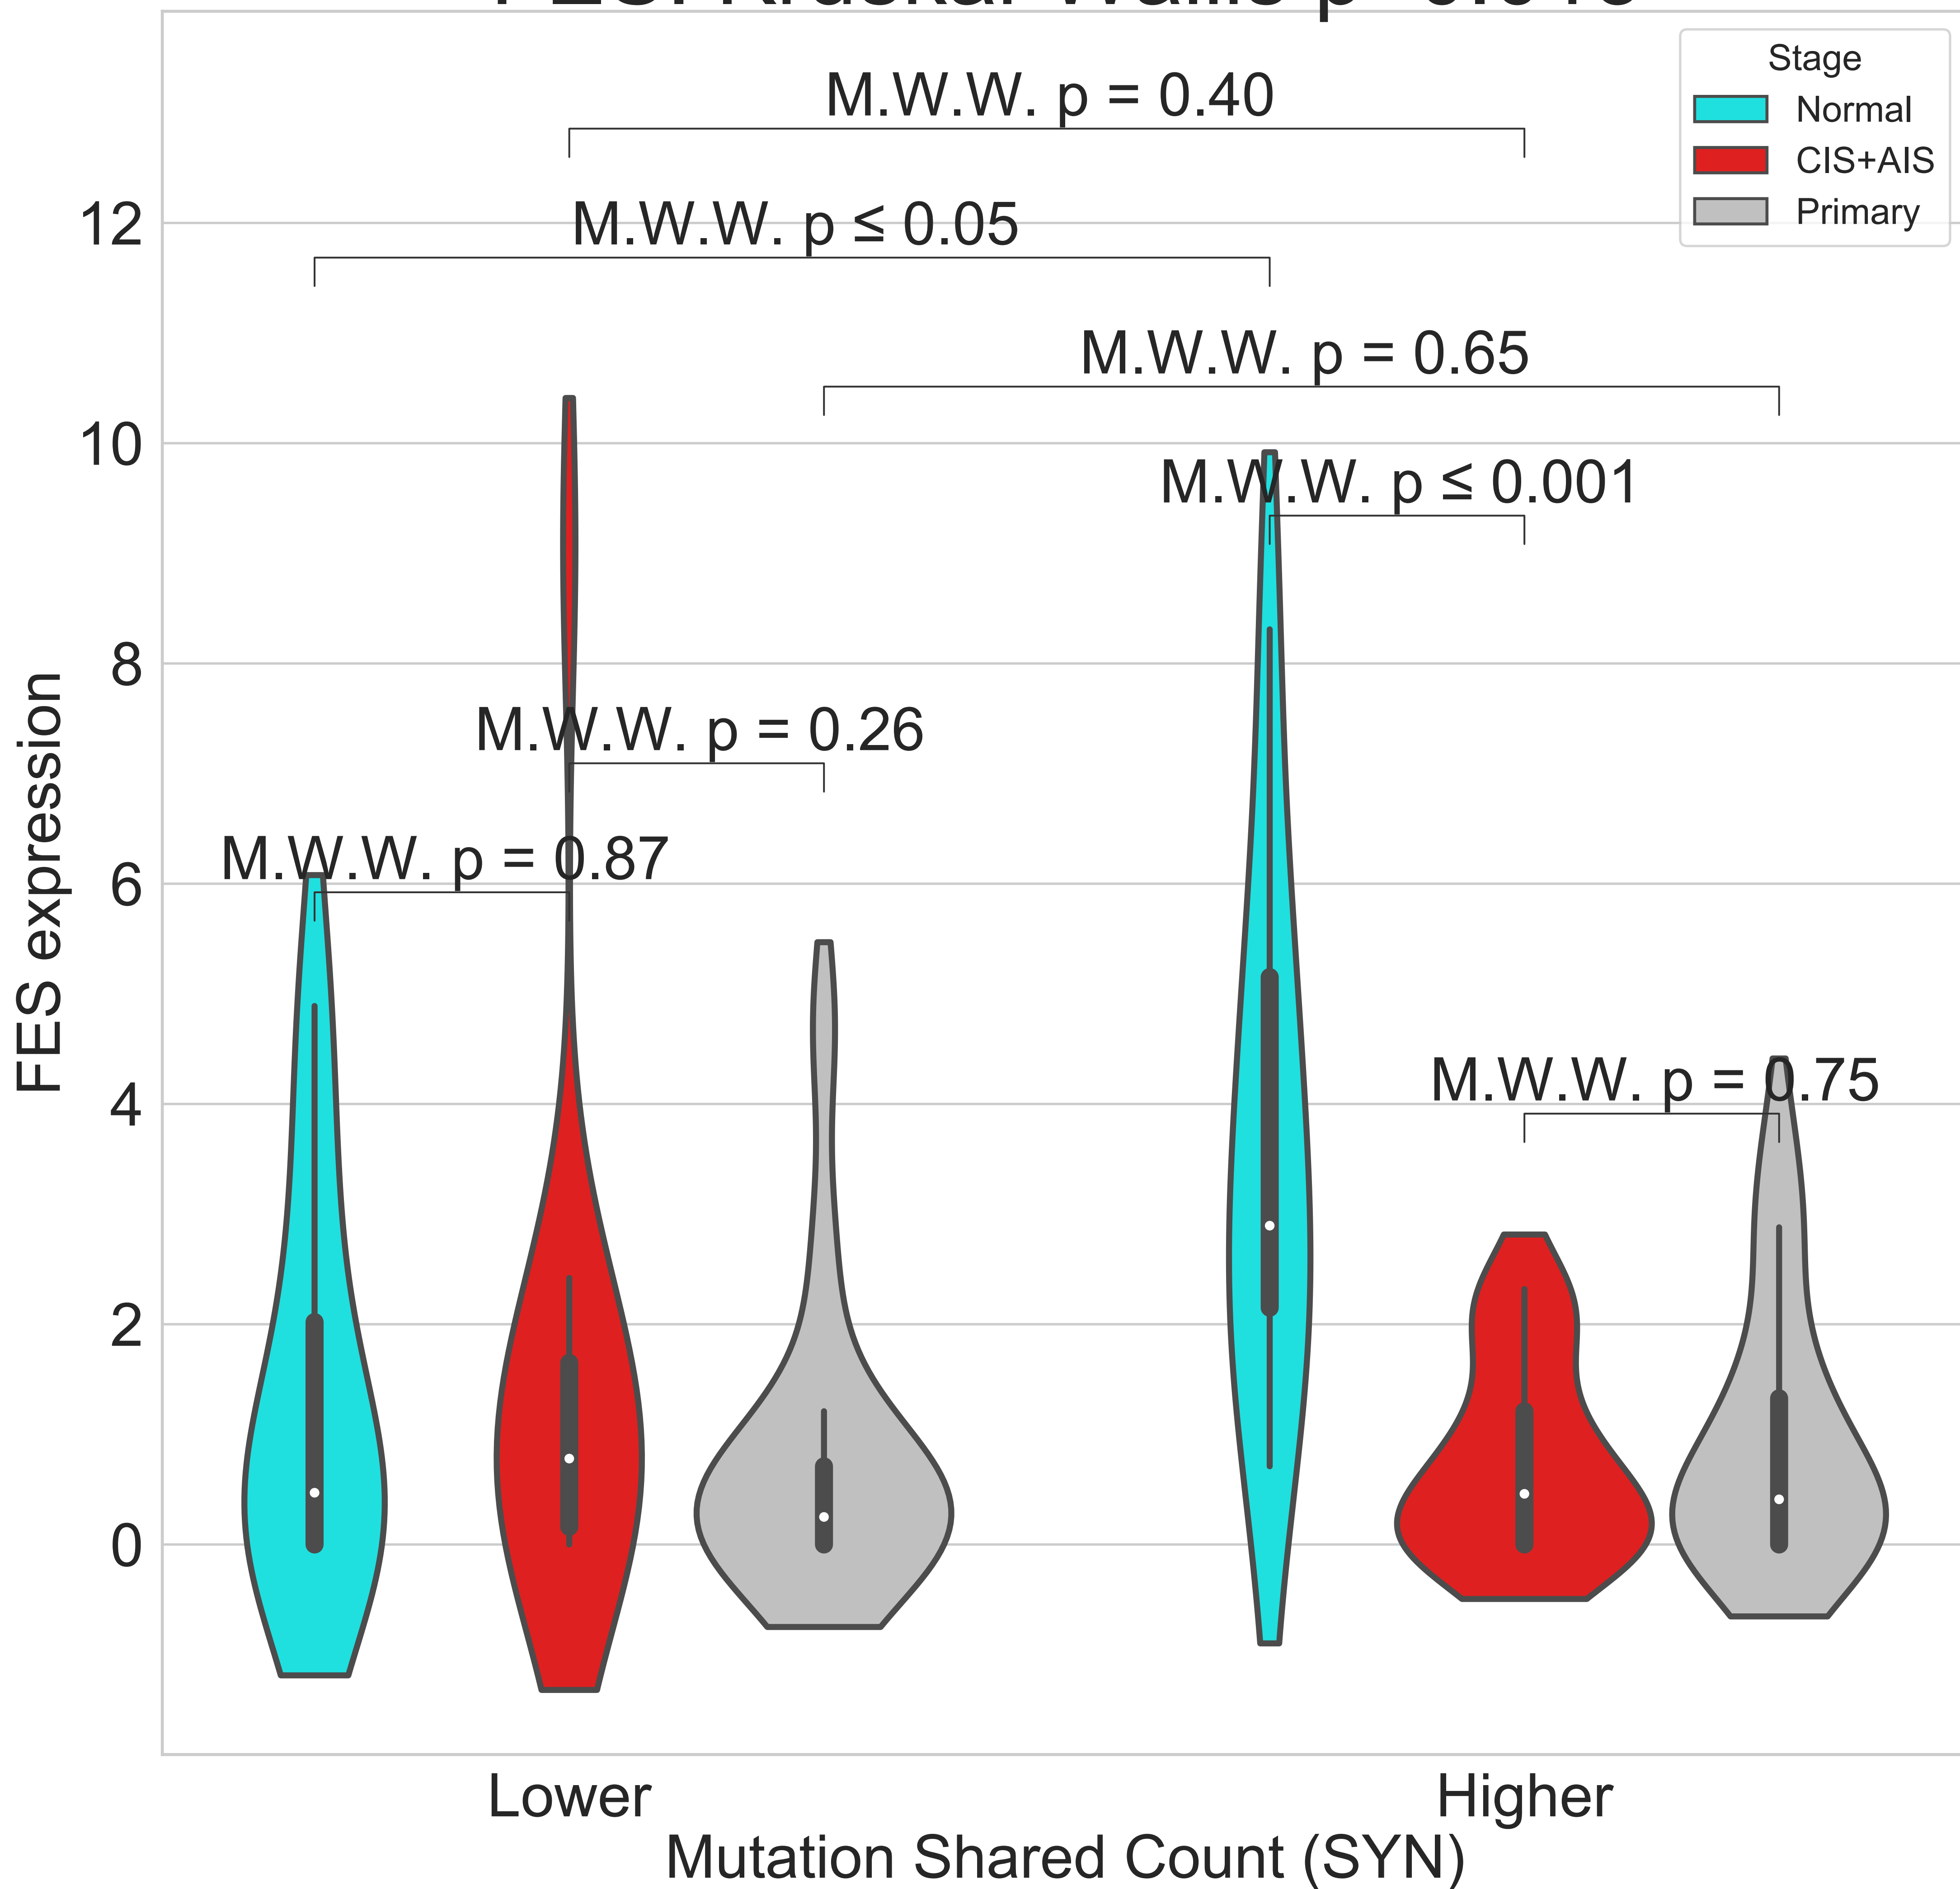 Stage
Normal
CIS+AIS
Primary
M.W.W. p = 0.40
M.W.W. p ≤ 0.05
M.W.W. p = 0.65
M.W.W. p ≤ 0.001
M.W.W. p = 0.26
M.W.W. p = 0.87
M.W.W. p = 0.75
12
10
8
6
4
2
0
FES expression
Lower
Higher
Mutation Shared Count (SYN)